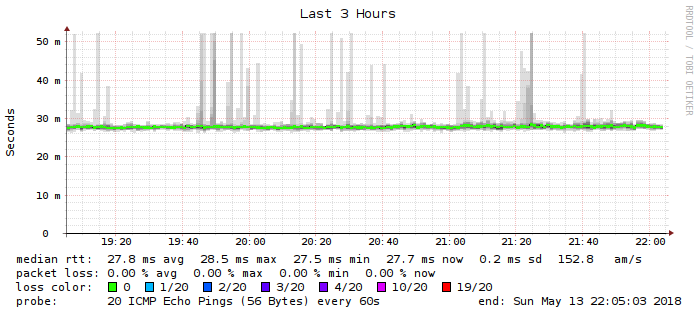 Last 3 Hours
RRDTOOL / TOBI OETIKER
Seconds
50 m
40 m
30 m
20 m
10 m
0
19:20 19:40 20:00 20:20 20:40 21:00 21:20 21:40 22:00
median rtt: 27.8 ms avg 28.5 ms max 27.5 ms min 27.7 ms now 0.2 ms sd 152.8 am/s
packet loss: 0.00 % avg 0.00 % max 0.00 % min 0.00 % now
loss color: 0 1/20 2/20 3/20 4/20 10/20 19/20
probe: 20 ICMP Echo Pings (56 Bytes) every 60s end: Sun May 13 22:05:03 2018